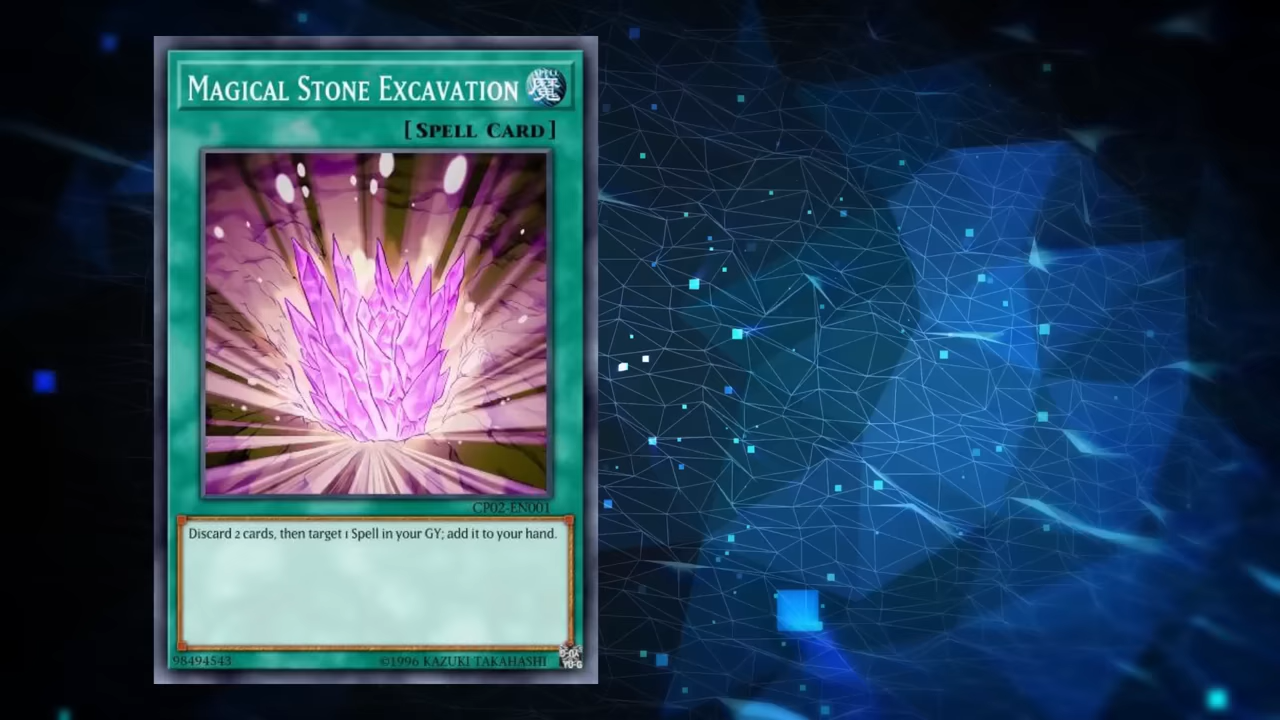 MAGICAL STONE EXCAVATION
魔
[SPELL CARD]
CP02-EN001
Discard 2 cards, then target 1 Spell in your GY; add it to your hand.
98494543
©1996 KAZUKI TAKAHASHI